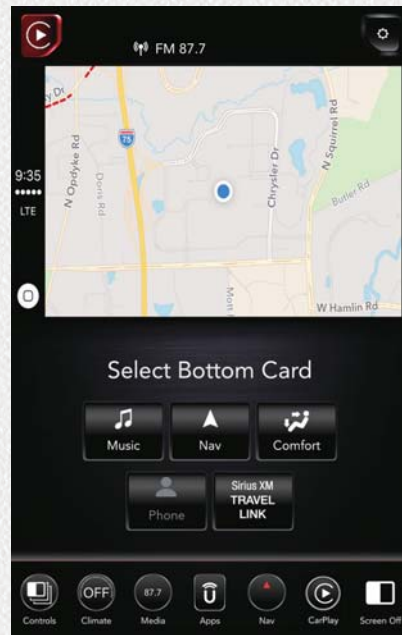 FM 87.7
9:35
LTE
y Dr
75
N Opdyke Rd
Doris Rd
Chrysler Dr
N Squirrel Rd
Butler Rd
Mott
W Hamlin Rd
Select Bottom Card
Music
Nav
Comfort
Phone
Sirius XM
TRAVEL
LINK
OFF
87.7
Controls
Climate
Media
Apps
Nav
CarPlay
Screen Off